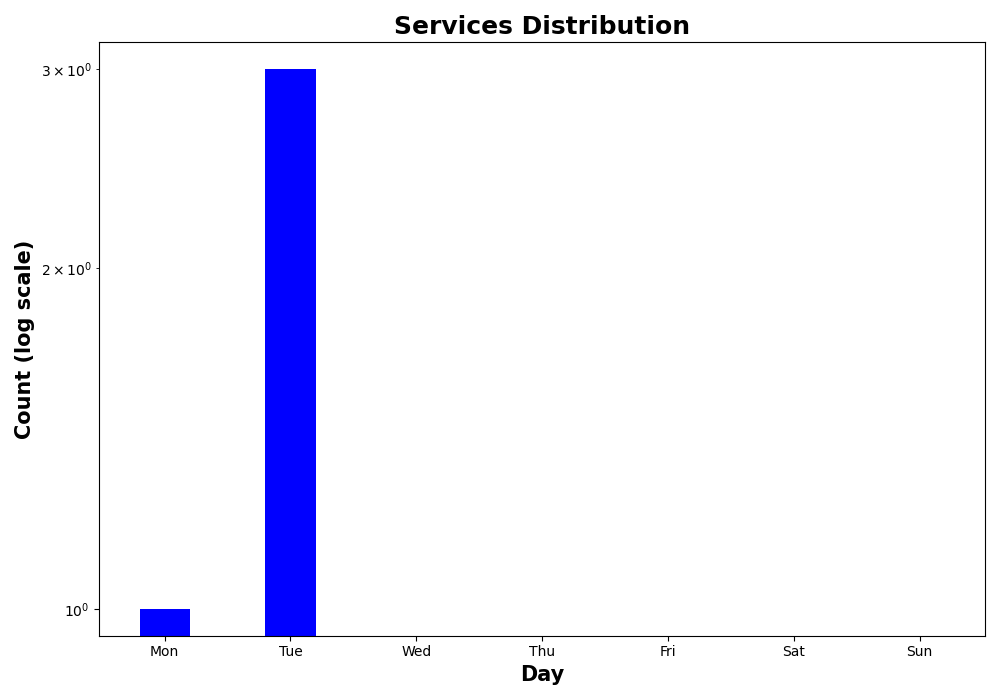 Services Distribution
Count (log scale)
3 × 10⁰
2 × 10⁰
10⁰
Mon Tue Wed Thu Fri Sat Sun
Day